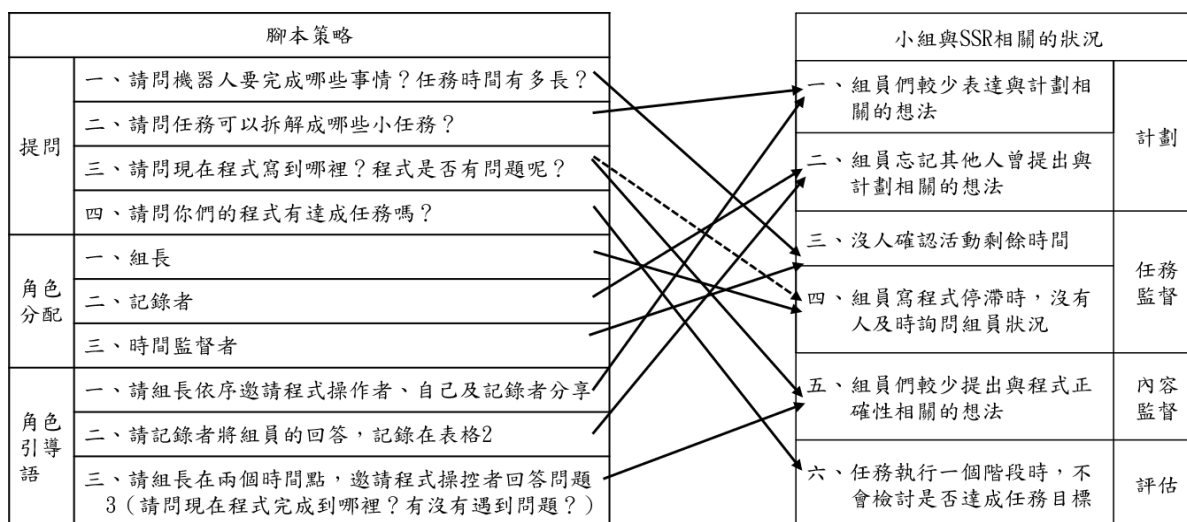 腳本策略
提問
一、請問機器人要完成哪些事情？任務時間有多長？
二、請問任務可以拆解成哪些小任務？
三、請問現在程式寫到哪裡？程式是否有問題呢？
四、請問你們的程式有達成任務嗎？
角色
分配
一、組長
二、記錄者
三、時間監督者
角色
引導
語
一、請組長依序邀請程式操作者、自己及記錄者分享
二、請記錄者將組員的回答，記錄在表格2
三、請組長在兩個時間點，邀請程式操控者回答問題
3（請問現在程式完成到哪裡？有沒有遇到問題？）
小組與SSR相關的狀況
一、組員們較少表達與計劃相
關的想法
二、組員忘記其他人曾提出與
計劃相關的想法
計劃
三、沒人確認活動剩餘時間
四、組員寫程式停滯時，沒有
人及時詢問組員狀況
任務
監督
五、組員們較少提出與程式正
確性相關的想法
內容
監督
六、任務執行一個階段時，不
會檢討是否達成任務目標
評估